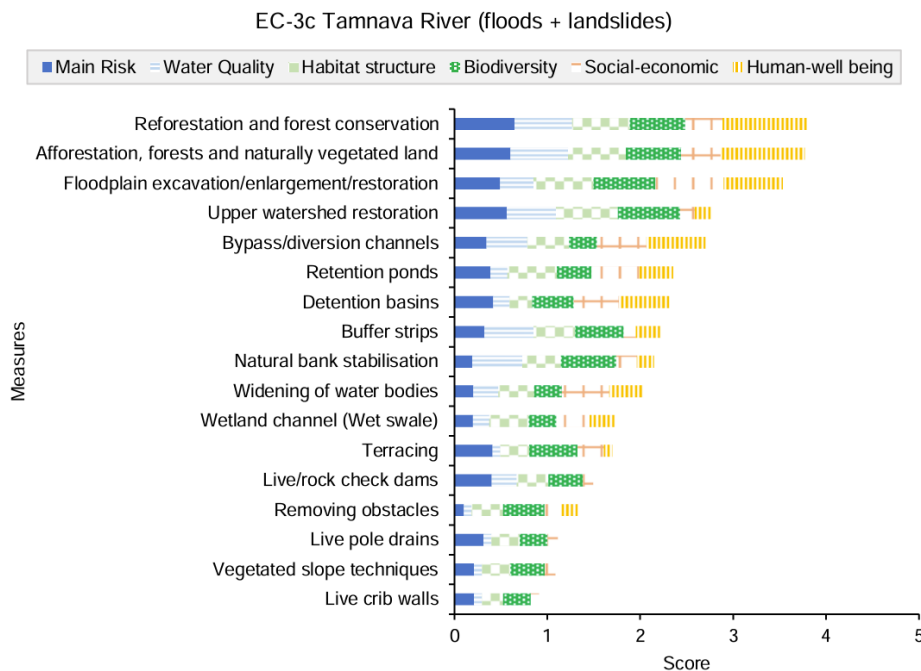 EC-3c Tamnava River (floods + landslides)
Main Risk Water Quality Habitat structure Biodiversity Social-economic Human-well being
Reforestation and forest conservation
Afforestation, forests and naturally vegetated land
Floodplain excavation/enlargement/restoration
Upper watershed restoration
Bypass/diversion channels
Retention ponds
Detention basins
Buffer strips
Natural bank stabilisation
Widening of water bodies
Wetland channel (Wet swale)
Terracing
Live/rock check dams
Removing obstacles
Live pole drains
Vegetated slope techniques
Live crib walls
Measures
0 1 2 3 4 5
Score